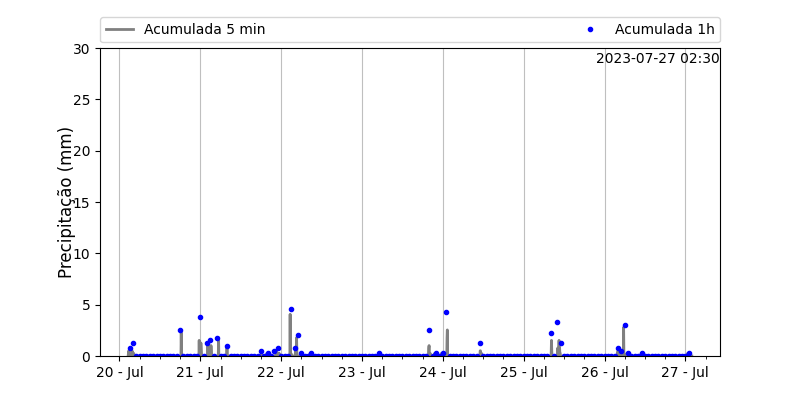 Acumulada 5 min
Acumulada 1h
2023-07-27 02:30
Precipitação (mm)
30
25
20
15
10
5
0
20 - Jul
21 - Jul
22 - Jul
23 - Jul
24 - Jul
25 - Jul
26 - Jul
27 - Jul